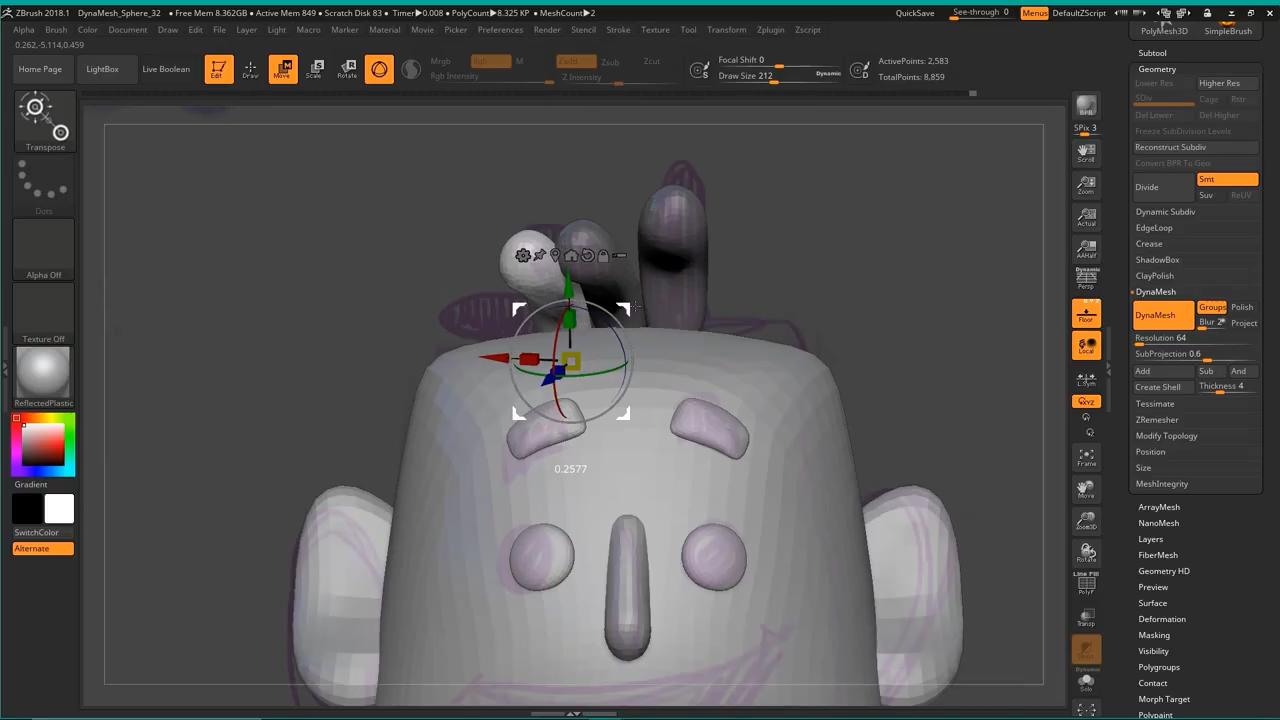 ZBrush 2018.1 DynaMesh_Sphere_32 • Free Mem 8.362GB • Active Mem 849 • Scratch Disk 83 • Timer▶0.008 • PolyCount▶8.325 KP • MeshCount▶2 QuickSave See-through 0 Menus DefaultZScript
Alpha Brush Color Document Draw Edit File Layer Light Macro Marker Material Movie Picker Preferences Render Stencil Stroke Texture Tool Transform Zplugin Zscript
0.262,-5.114,0.459
PolyMesh3D SimpleBrush
Home Page LightBox Live Boolean
Edit Draw Move Scale Rotate
Mrgb Rgb M Zadd Zsub Zcut
Rgb Intensity Z Intensity
Focal Shift 0
Draw Size 212 Dynamic
ActivePoints: 2,583
TotalPoints: 8,859
Transpose
Dots
Alpha Off
Texture Off
ReflectedPlastic
Gradient
SwitchColor
Alternate
0.2577
BPR
SPix 3
Scroll
Zoom
Actual
AAHalf
Dynamic
Persp
Floor
Local
L.Sym
XYZ
Frame
Move
Zoom3D
Rotate
Line Fill
PolyF
Transp
Dynamic
Solo
Subtool
Geometry
Lower Res Higher Res
SDiv Cage Rstr
Del Lower Del Higher
Freeze SubDivision Levels
Reconstruct Subdiv
Convert BPR To Geo
Divide Smt
Suv ReUV
Dynamic Subdiv
EdgeLoop
Crease
ShadowBox
ClayPolish
DynaMesh
DynaMesh Groups Polish
Blur 2 Project
Resolution 64
SubProjection 0.6
Add Sub And
Create Shell Thickness 4
Tessimate
ZRemesher
Modify Topology
Position
Size
MeshIntegrity
ArrayMesh
NanoMesh
Layers
FiberMesh
Geometry HD
Preview
Surface
Deformation
Masking
Visibility
Polygroups
Contact
Morph Target
Polypaint